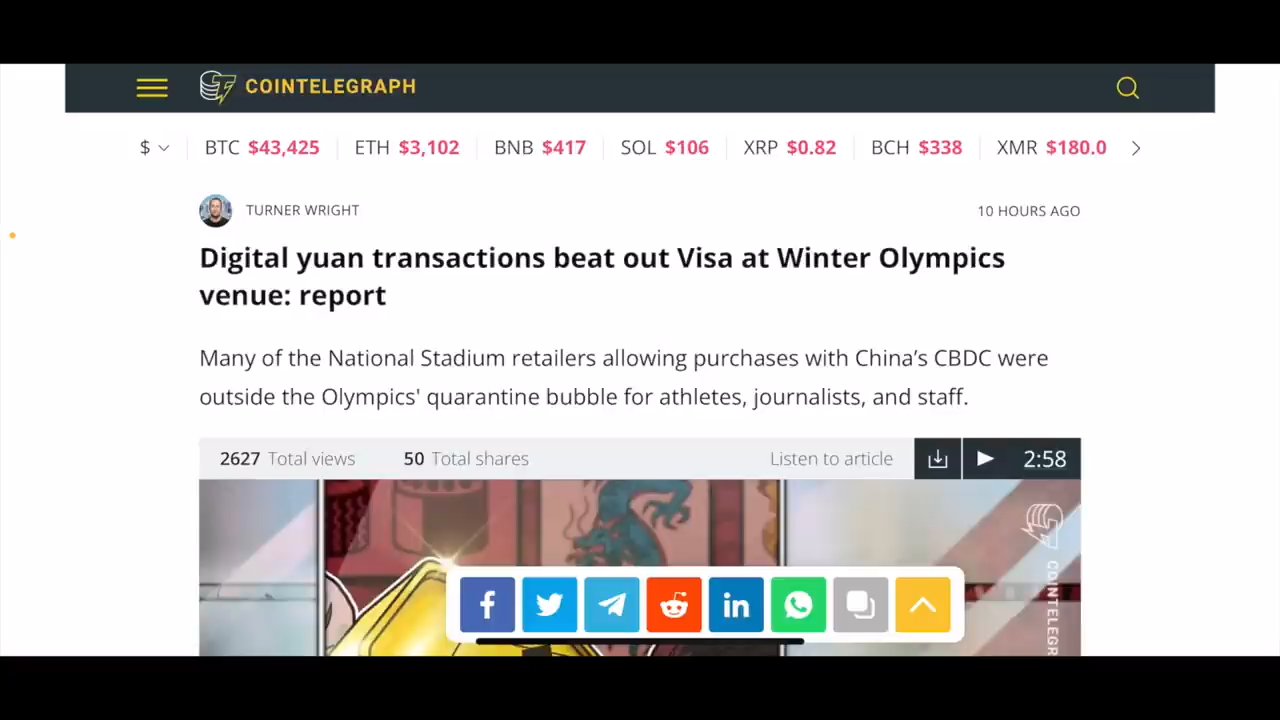 COINTELEGRAPH
$ BTC $43,425 ETH $3,102 BNB $417 SOL $106 XRP $0.82 BCH $338 XMR $180.0
TURNER WRIGHT 10 HOURS AGO
Digital yuan transactions beat out Visa at Winter Olympics
venue: report
Many of the National Stadium retailers allowing purchases with China’s CBDC were
outside the Olympics' quarantine bubble for athletes, journalists, and staff.
2627 Total views 50 Total shares Listen to article 2:58